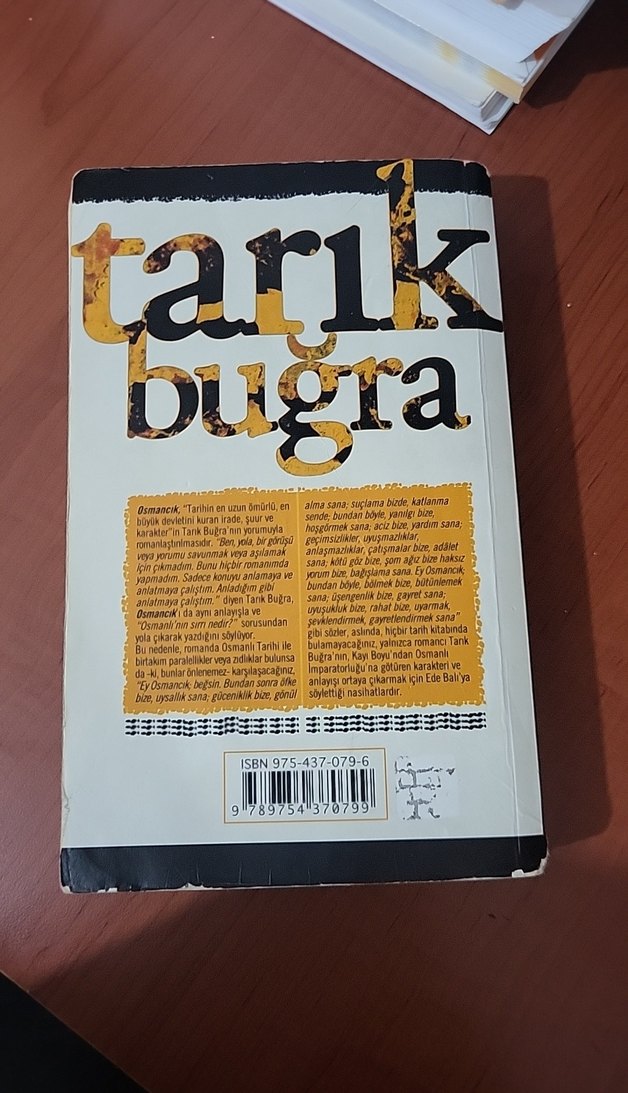 tarık
buğra
Osmancık, "Tarihin en uzun ömürlü, en
büyük devletini kuran irade, şuur ve
karakter"in Tarık Buğra'nın yorumuyla
romanlaştırılmasıdır. "Ben, yola, bir görüşü
veya yorumu savunmak veya aşılamak
için çıkmadım. Bunu hiçbir romanımda
yapmadım. Sadece konuyu anlamaya ve
anlatmaya çalıştım. Anladığım gibi
anlatmaya çalıştım." diyen Tarık Buğra,
Osmancık'ı da aynı anlayışla ve
"Osmanlı'nın sırrı nedir?" sorusundan
yola çıkarak yazdığını söylüyor.
Bu nedenle, romanda Osmanlı Tarihi ile
birtakım paralellikler veya zıdlıklar bulunsa
da -ki, bunlar önlenemez- karşılaşacağınız,
"Ey Osmancık; beğsin. Bundan sonra öfke
bize, uysallık sana; güceniklik bize, gönül
alma sana; suçlama bizde, katlanma
sende; bundan böyle, yanılgı bize,
hoşgörmek sana; aciz bize, yardım sana;
geçimsizlikler, uyuşmazlıklar,
anlaşmazlıklar, çatışmalar bize, adâlet
sana; kötü göz bize, şom ağız bize haksız
yorum bize, bağışlama sana. Ey Osmancık,
bundan böyle, bölmek bize, bütünlemek
sana; üşengenlik bize, gayret sana;
uyuşukluk bize, rahat bize, uyarmak,
şevklendirmek, gayretlendirmek sana"
gibi sözler, aslında, hiçbir tarih kitabında
bulamayacağınız, yalnızca romancı Tarık
Buğra'nın, Kayı Boyu'ndan Osmanlı
İmparatorluğu'na götüren karakteri ve
anlayışı ortaya çıkarmak için Ede Balı'ya
söylettiği nasihatlardır.
ISBN 975-437-079-6
9 789754 370799